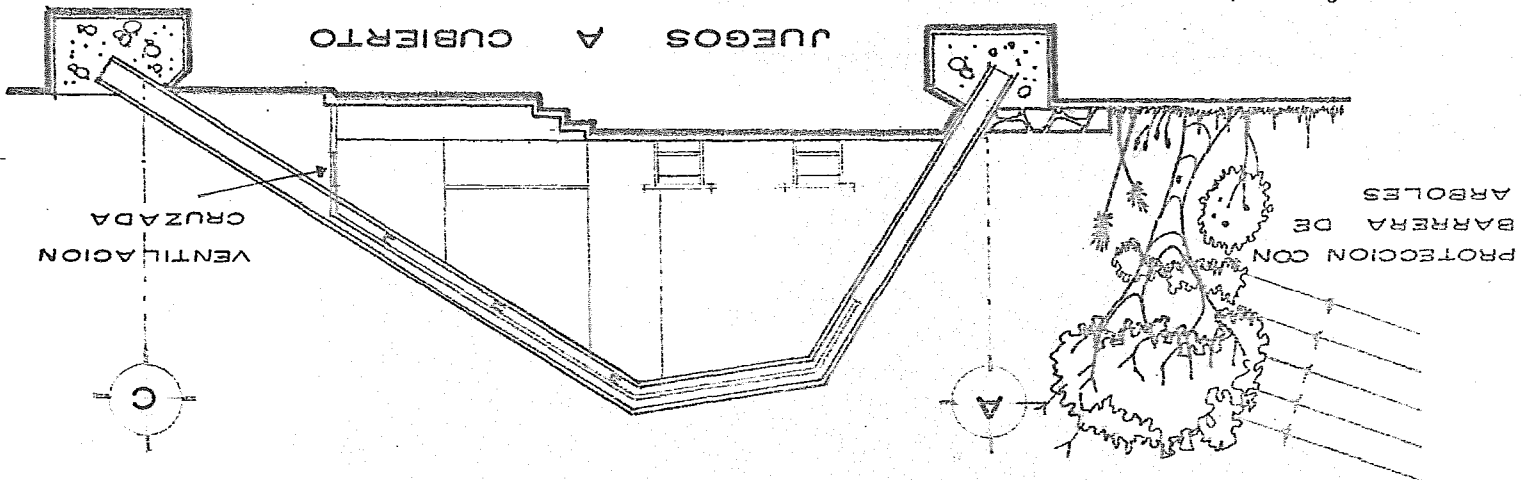 PROTECCION CON
BARRERA DE
ARBOLES
A
C
VENTILACION
CRUZADA
JUEGOS A CUBIERTO